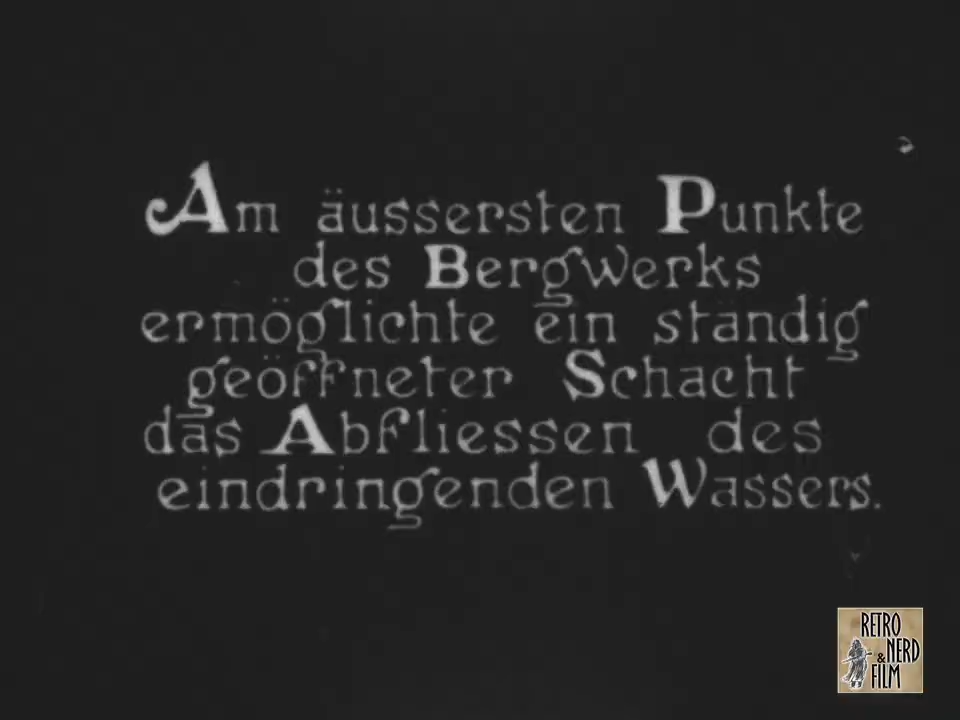 Am äussersten Punkte
des Bergwerks
ermöglichte ein ständig
geöffneter Schacht
das Abfliessen des
eindringenden Wassers.
RETRO
NERD
& FILM